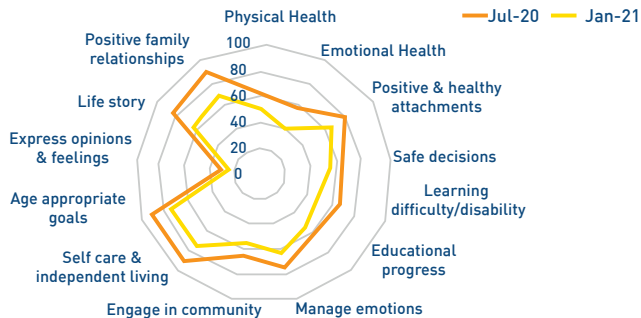 Physical Health
Jul-20
Jan-21
Positive family
relationships
100
Emotional Health
80
Life story
60
Positive & healthy
attachments
40
Express opinions
& feelings
20
Safe decisions
0
Age appropriate
goals
Learning
difficulty/disability
Self care &
independent living
Educational
progress
Engage in community
Manage emotions